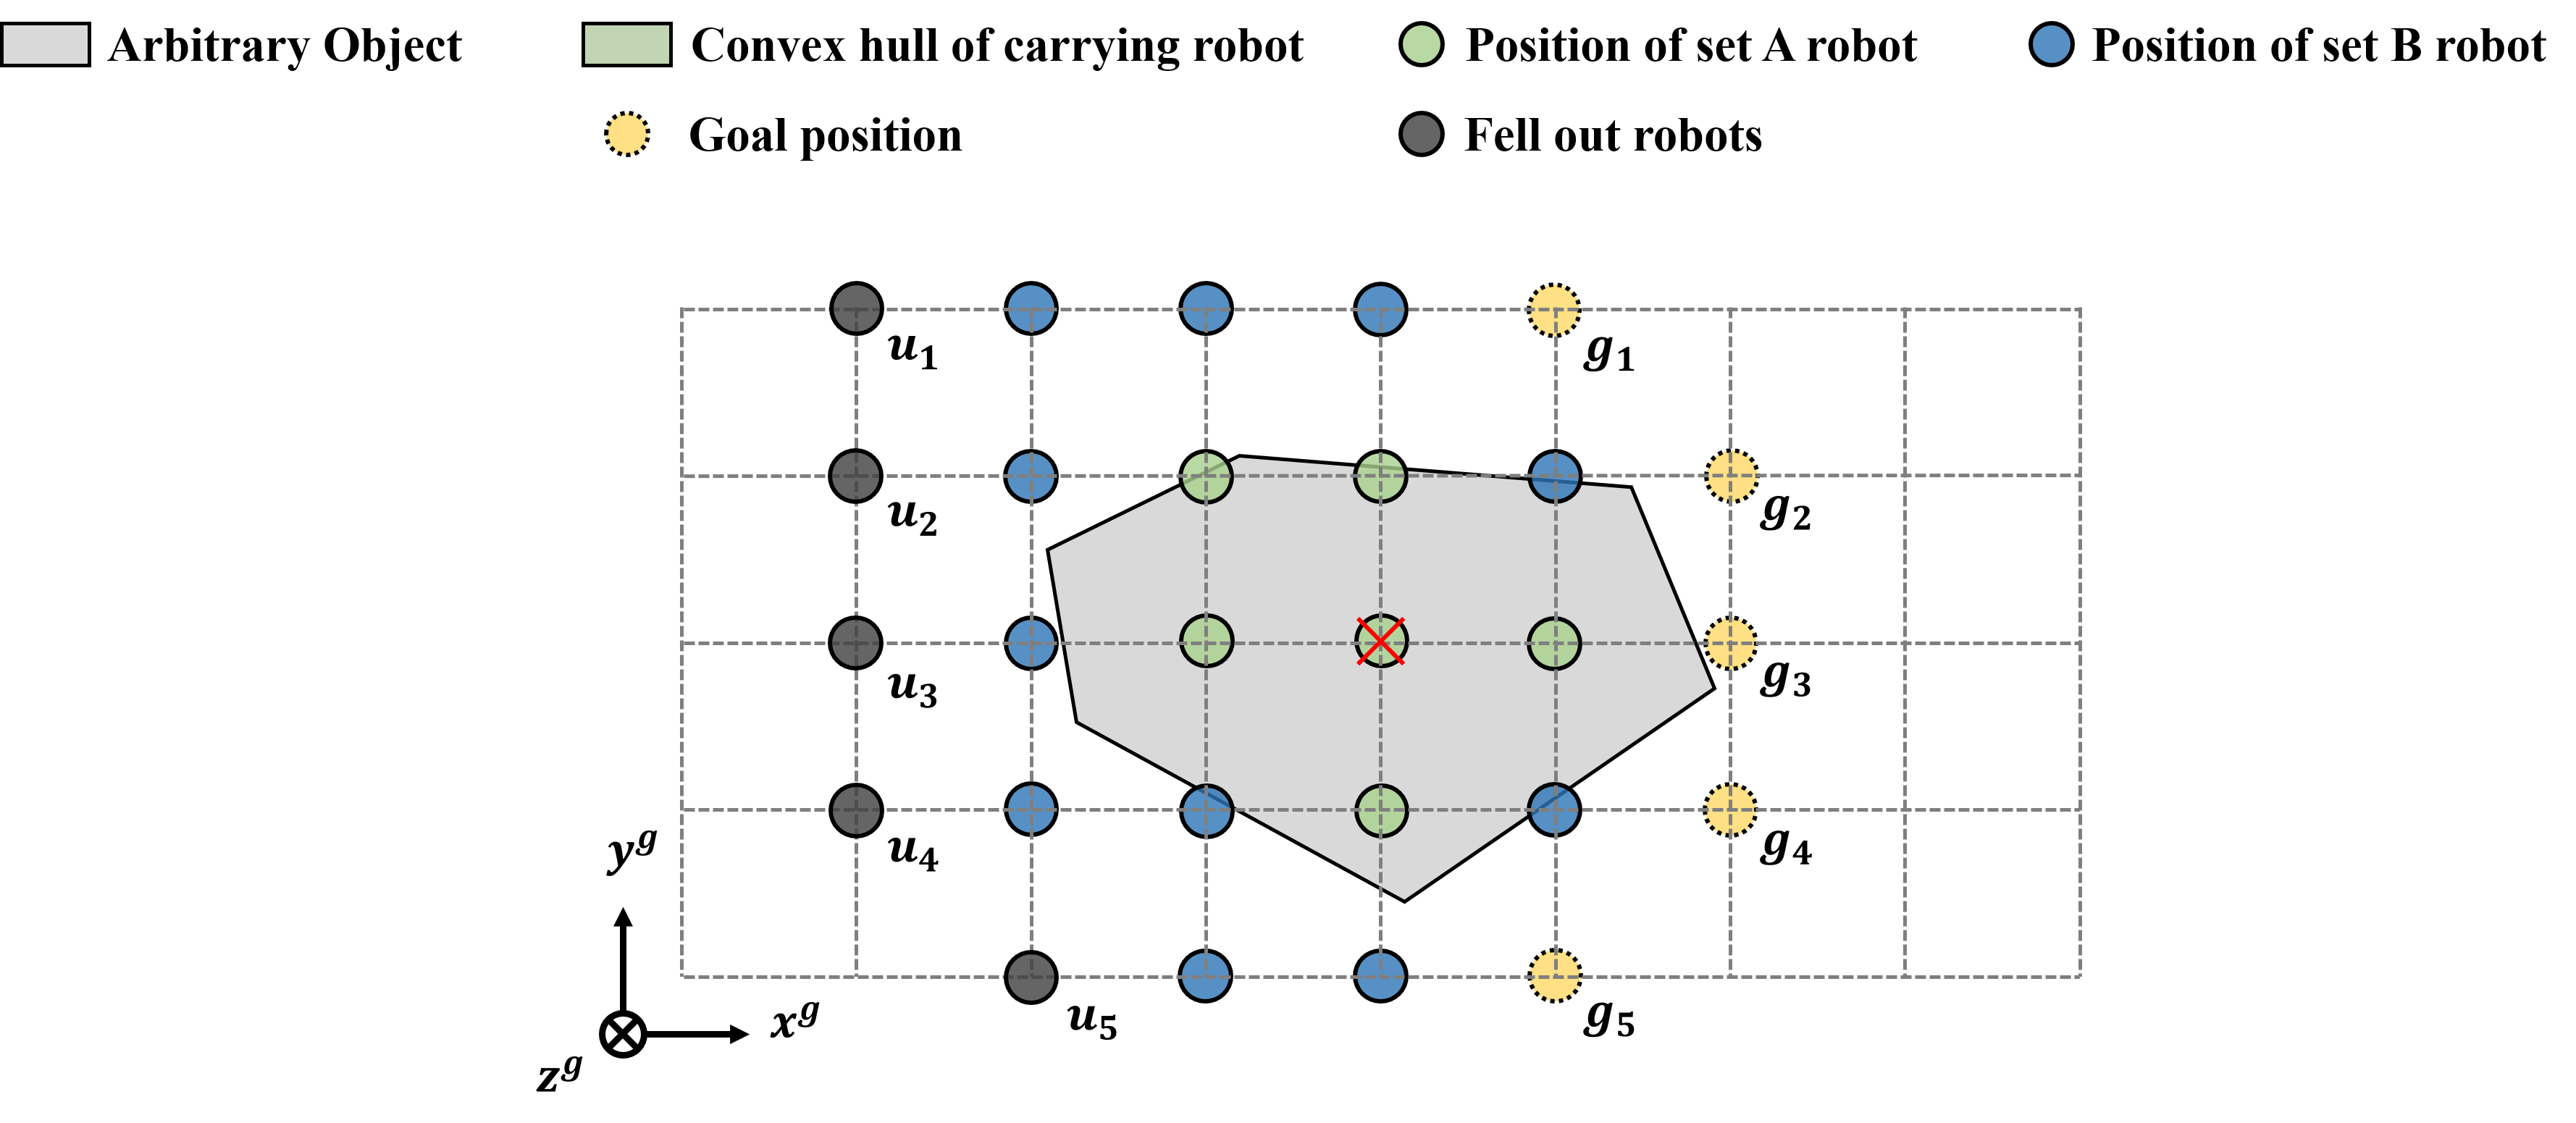 Arbitrary Object
Convex hull of carrying robot
Position of set A robot
Position of set B robot
Goal position
Fell out robots
u₁
g₁
u₂
g₂
u₃
g₃
u₄
g₄
yᵍ
xᵍ
u₅
g₅
zᵍ